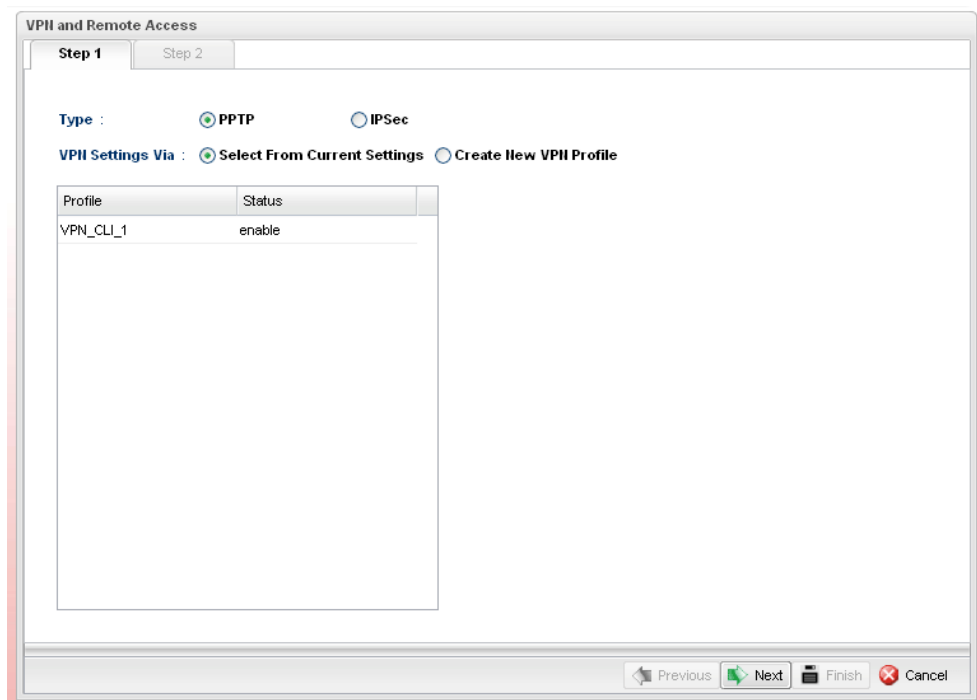 VPN and Remote Access
Step 1 Step 2
Type : PPTP IPSec
VPN Settings Via : Select From Current Settings Create New VPN Profile
Profile Status
VPN_CLI_1 enable
Previous Next Finish Cancel